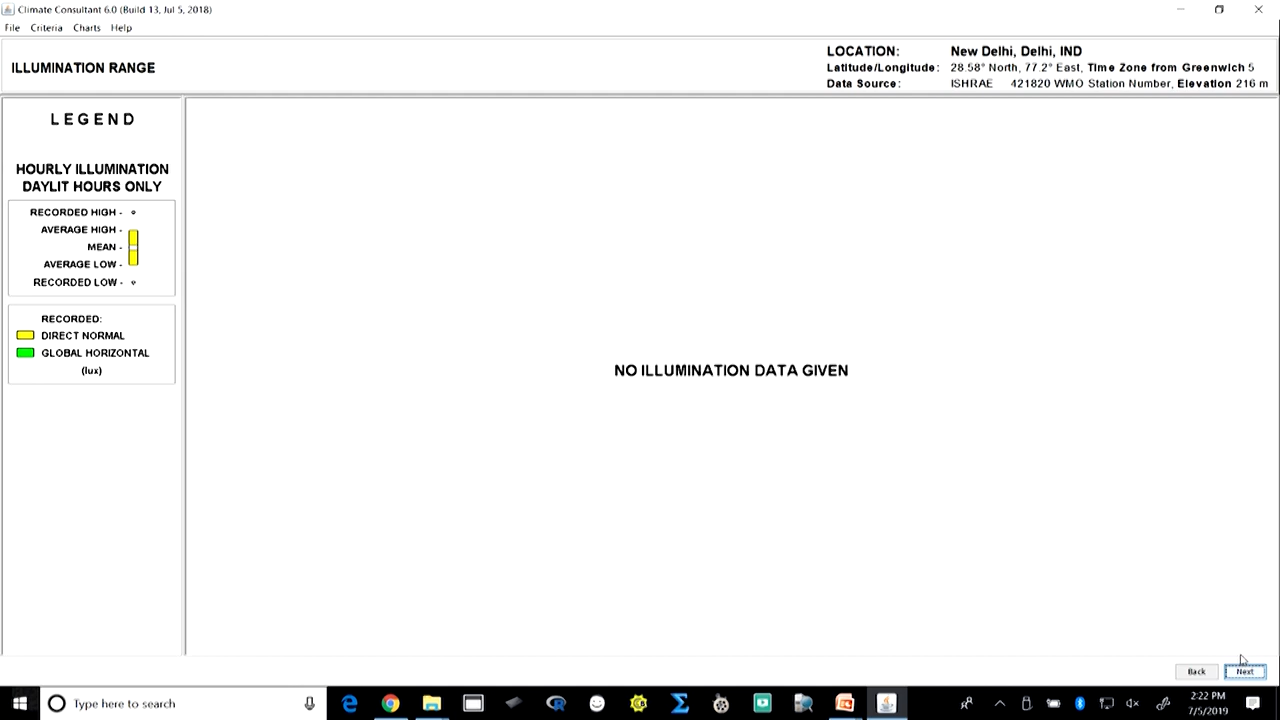 Climate Consultant 6.0 (Build 13, Jul 5, 2018)
File Criteria Charts Help
ILLUMINATION RANGE
LOCATION: New Delhi, Delhi, IND
Latitude/Longitude: 28.58° North, 77.2° East, Time Zone from Greenwich 5
Data Source: ISHRAE 421820 WMO Station Number, Elevation 216 m
LEGEND
HOURLY ILLUMINATION
DAYLIT HOURS ONLY
RECORDED HIGH -
AVERAGE HIGH -
MEAN -
AVERAGE LOW -
RECORDED LOW -
RECORDED:
DIRECT NORMAL
GLOBAL HORIZONTAL
(lux)
NO ILLUMINATION DATA GIVEN
Back Next
Type here to search
2:22 PM
7/5/2019